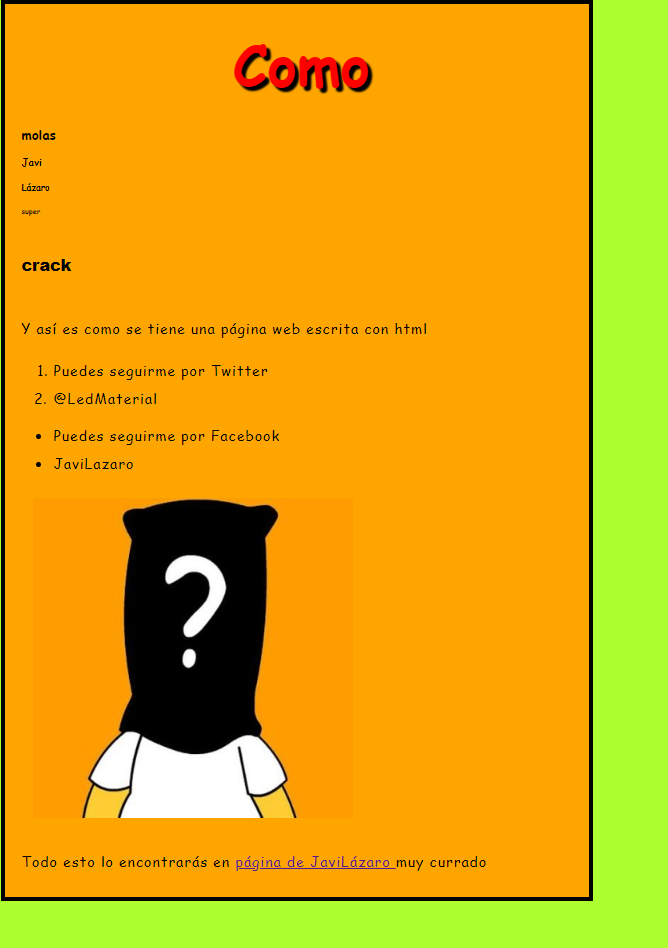 Como
molas
Javi
Lázaro
super
crack
Y así es como se tiene una página web escrita con html
1. Puedes seguirme por Twitter
2. @LedMaterial
• Puedes seguirme por Facebook
• JaviLazaro
?
Todo esto lo encontrarás en página de JaviLázaro muy currado